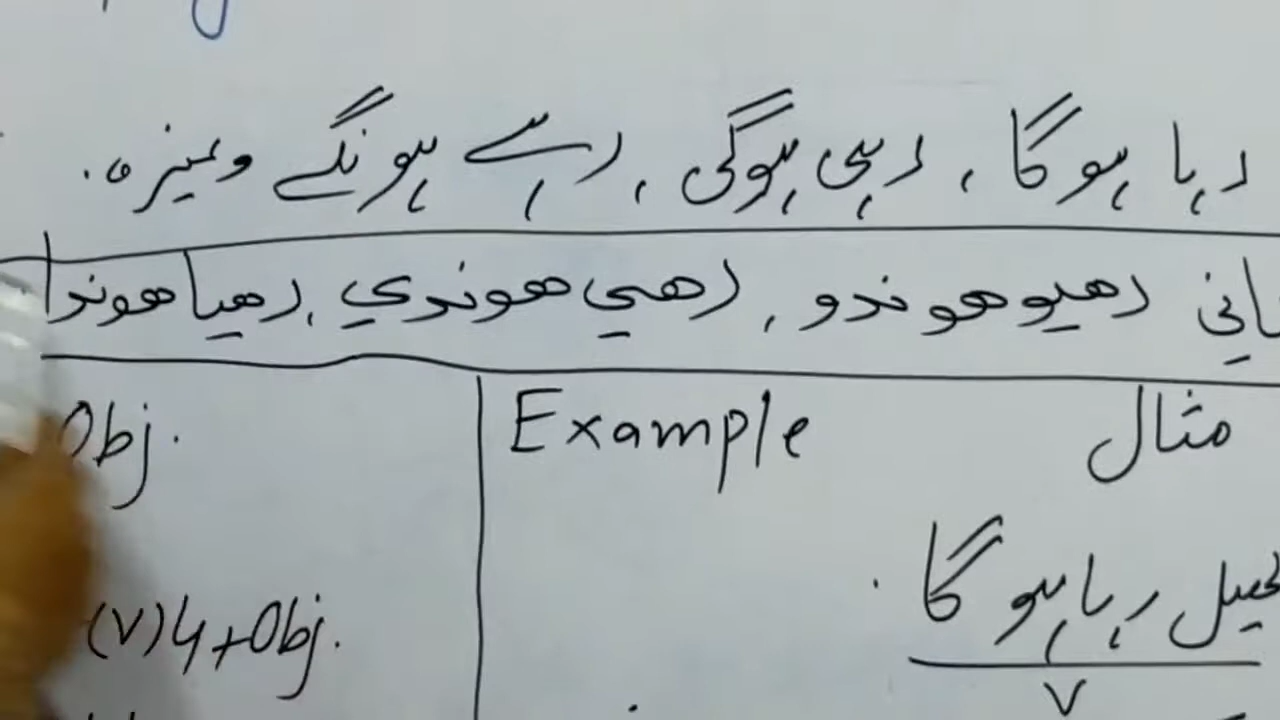 رہا ہوگا، رہی ہوگی، رہے ہونگے وغیرہ۔
رهيو هوندو، رهي هوندي، رهيا هوندا
Obj.
Example مثال
رہا ہوگا۔
(V)4+Obj.
V